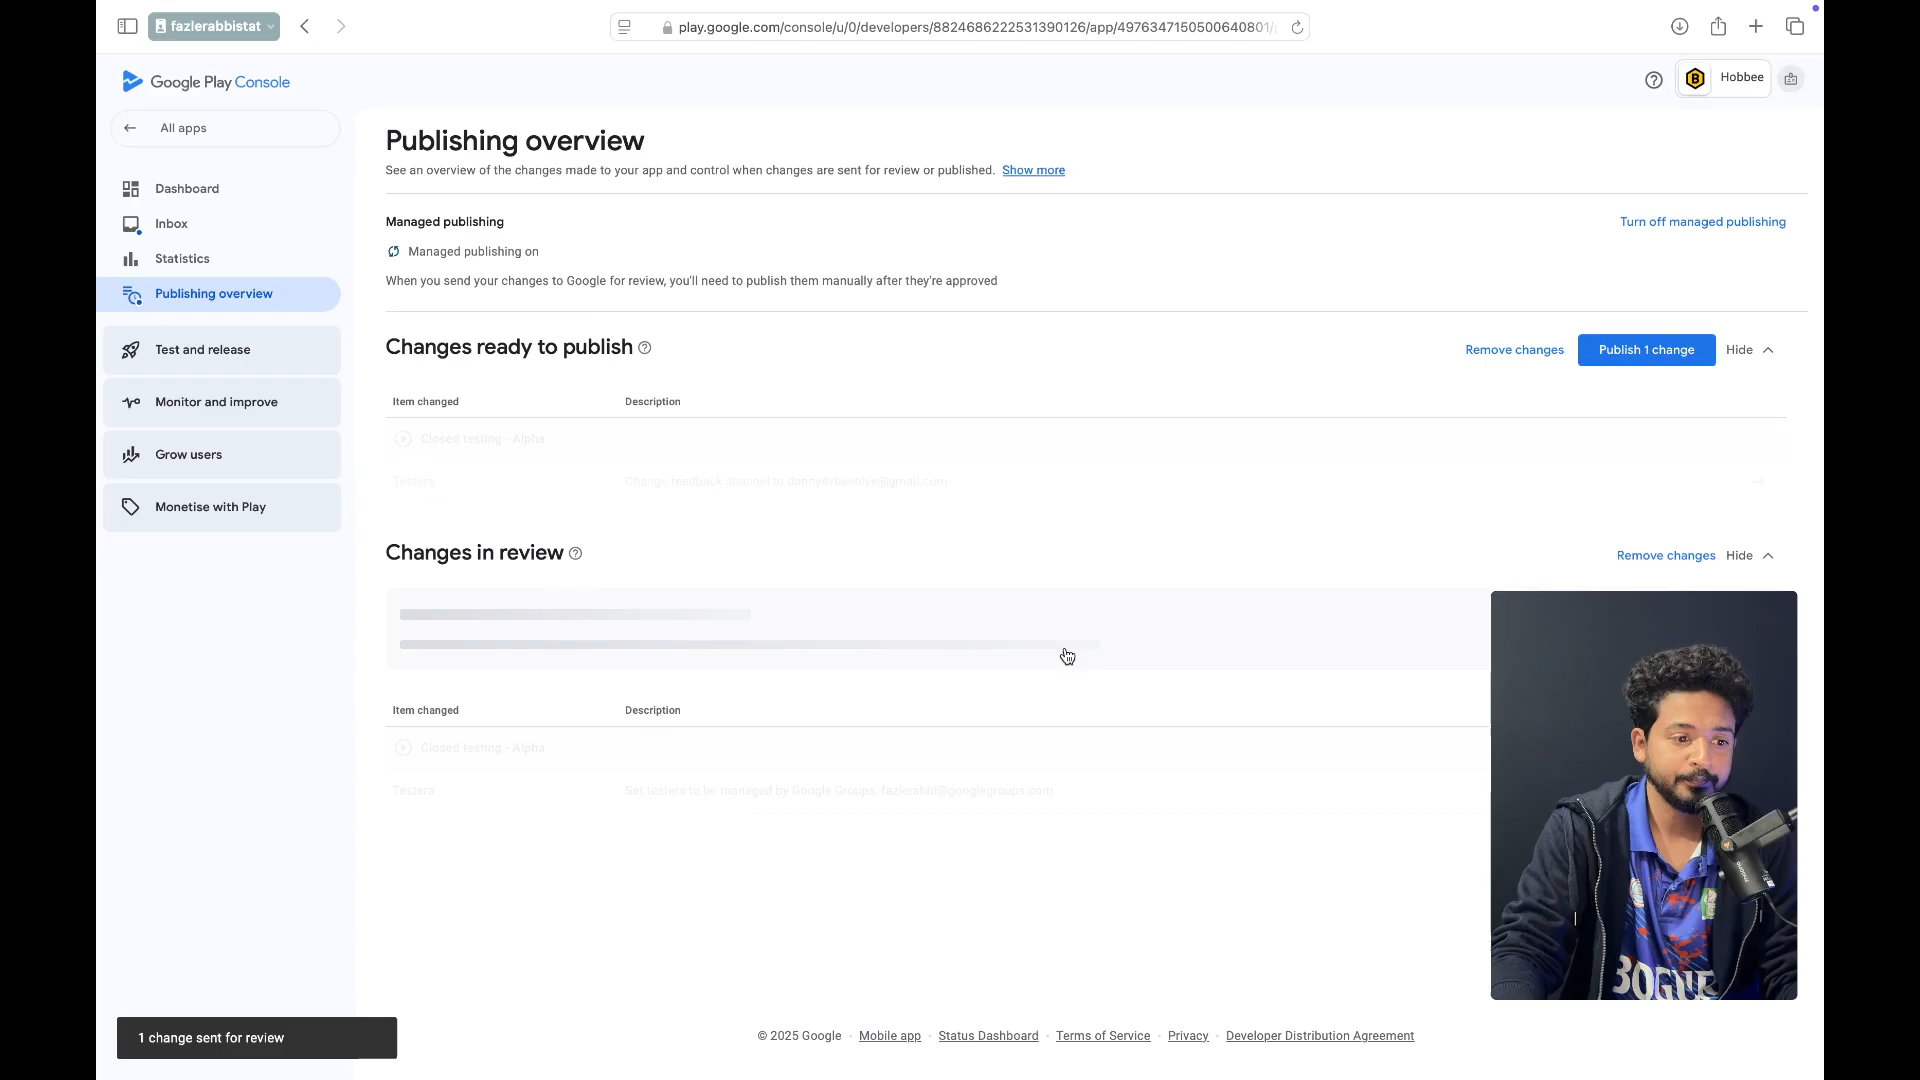 fazlerabbistat
play.google.com/console/u/0/developers/8824686222531390126/app/4976347150500640801/
Google Play Console
B Hobbee
All apps
Dashboard
Inbox
Statistics
Publishing overview
Test and release
Monitor and improve
Grow users
Monetise with Play
Publishing overview
See an overview of the changes made to your app and control when changes are sent for review or published. Show more
Managed publishing
Turn off managed publishing
Managed publishing on
When you send your changes to Google for review, you'll need to publish them manually after they're approved
Changes ready to publish
Remove changes Publish 1 change Hide
Item changed Description
Closed testing - Alpha
Testers Change feedback channel to danny4vbeehive@gmail.com
Changes in review
Remove changes Hide
Item changed Description
Closed testing - Alpha
Testers Set testers to be managed by Google Groups: fazlerabbi@googlegroups.com
1 change sent for review
© 2025 Google · Mobile app · Status Dashboard · Terms of Service · Privacy · Developer Distribution Agreement